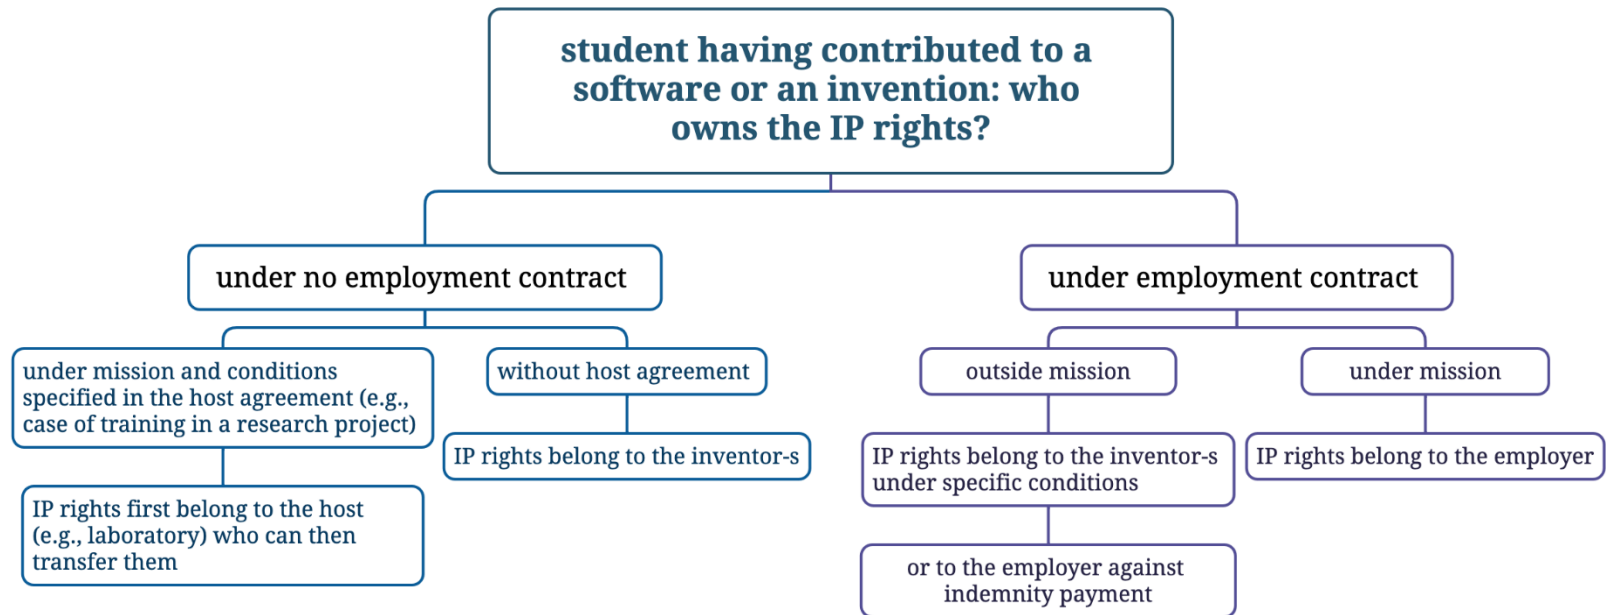 student having contributed to a
software or an invention: who
owns the IP rights?
under no employment contract
under employment contract
under mission and conditions
specified in the host agreement (e.g.,
case of training in a research project)
without host agreement
outside mission
under mission
IP rights first belong to the host
(e.g., laboratory) who can then
transfer them
IP rights belong to the inventor-s
IP rights belong to the inventor-s
under specific conditions
IP rights belong to the employer
or to the employer against
indemnity payment